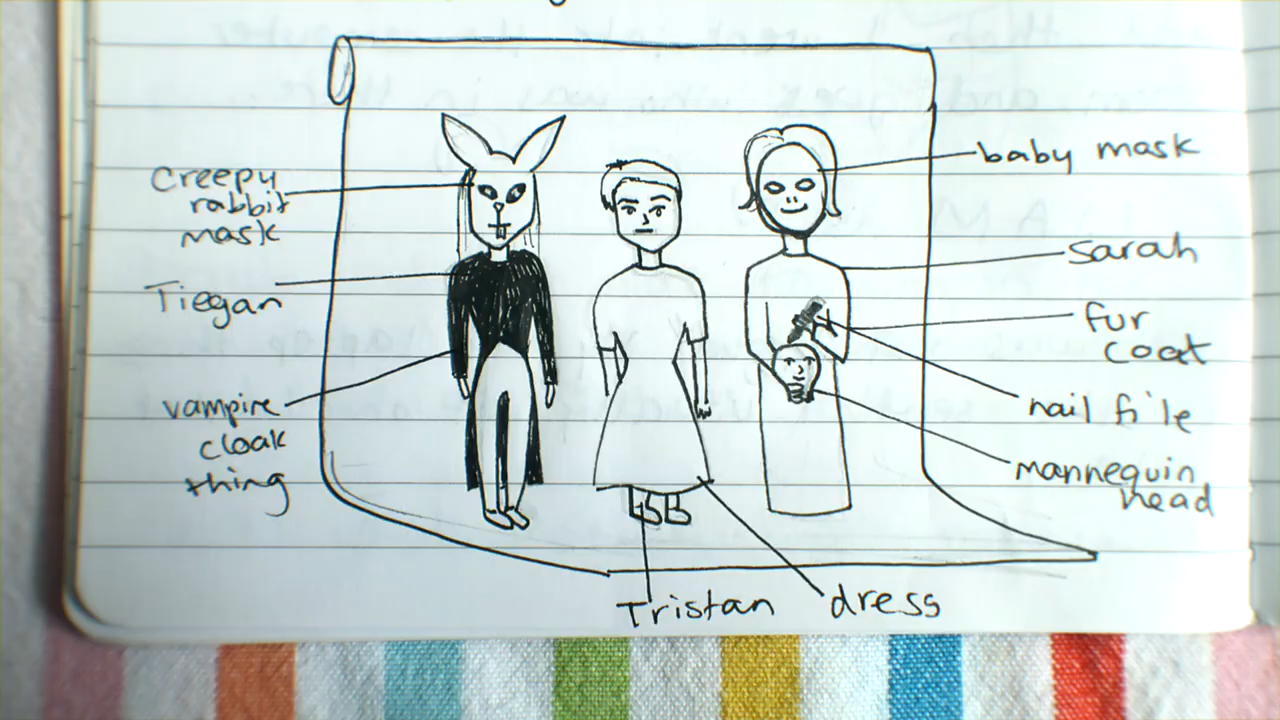 Creepy
rabbit
mask
Tiegan
vampire
cloak
thing
baby mask
Sarah
fur
coat
nail file
mannequin
head
Tristan
dress